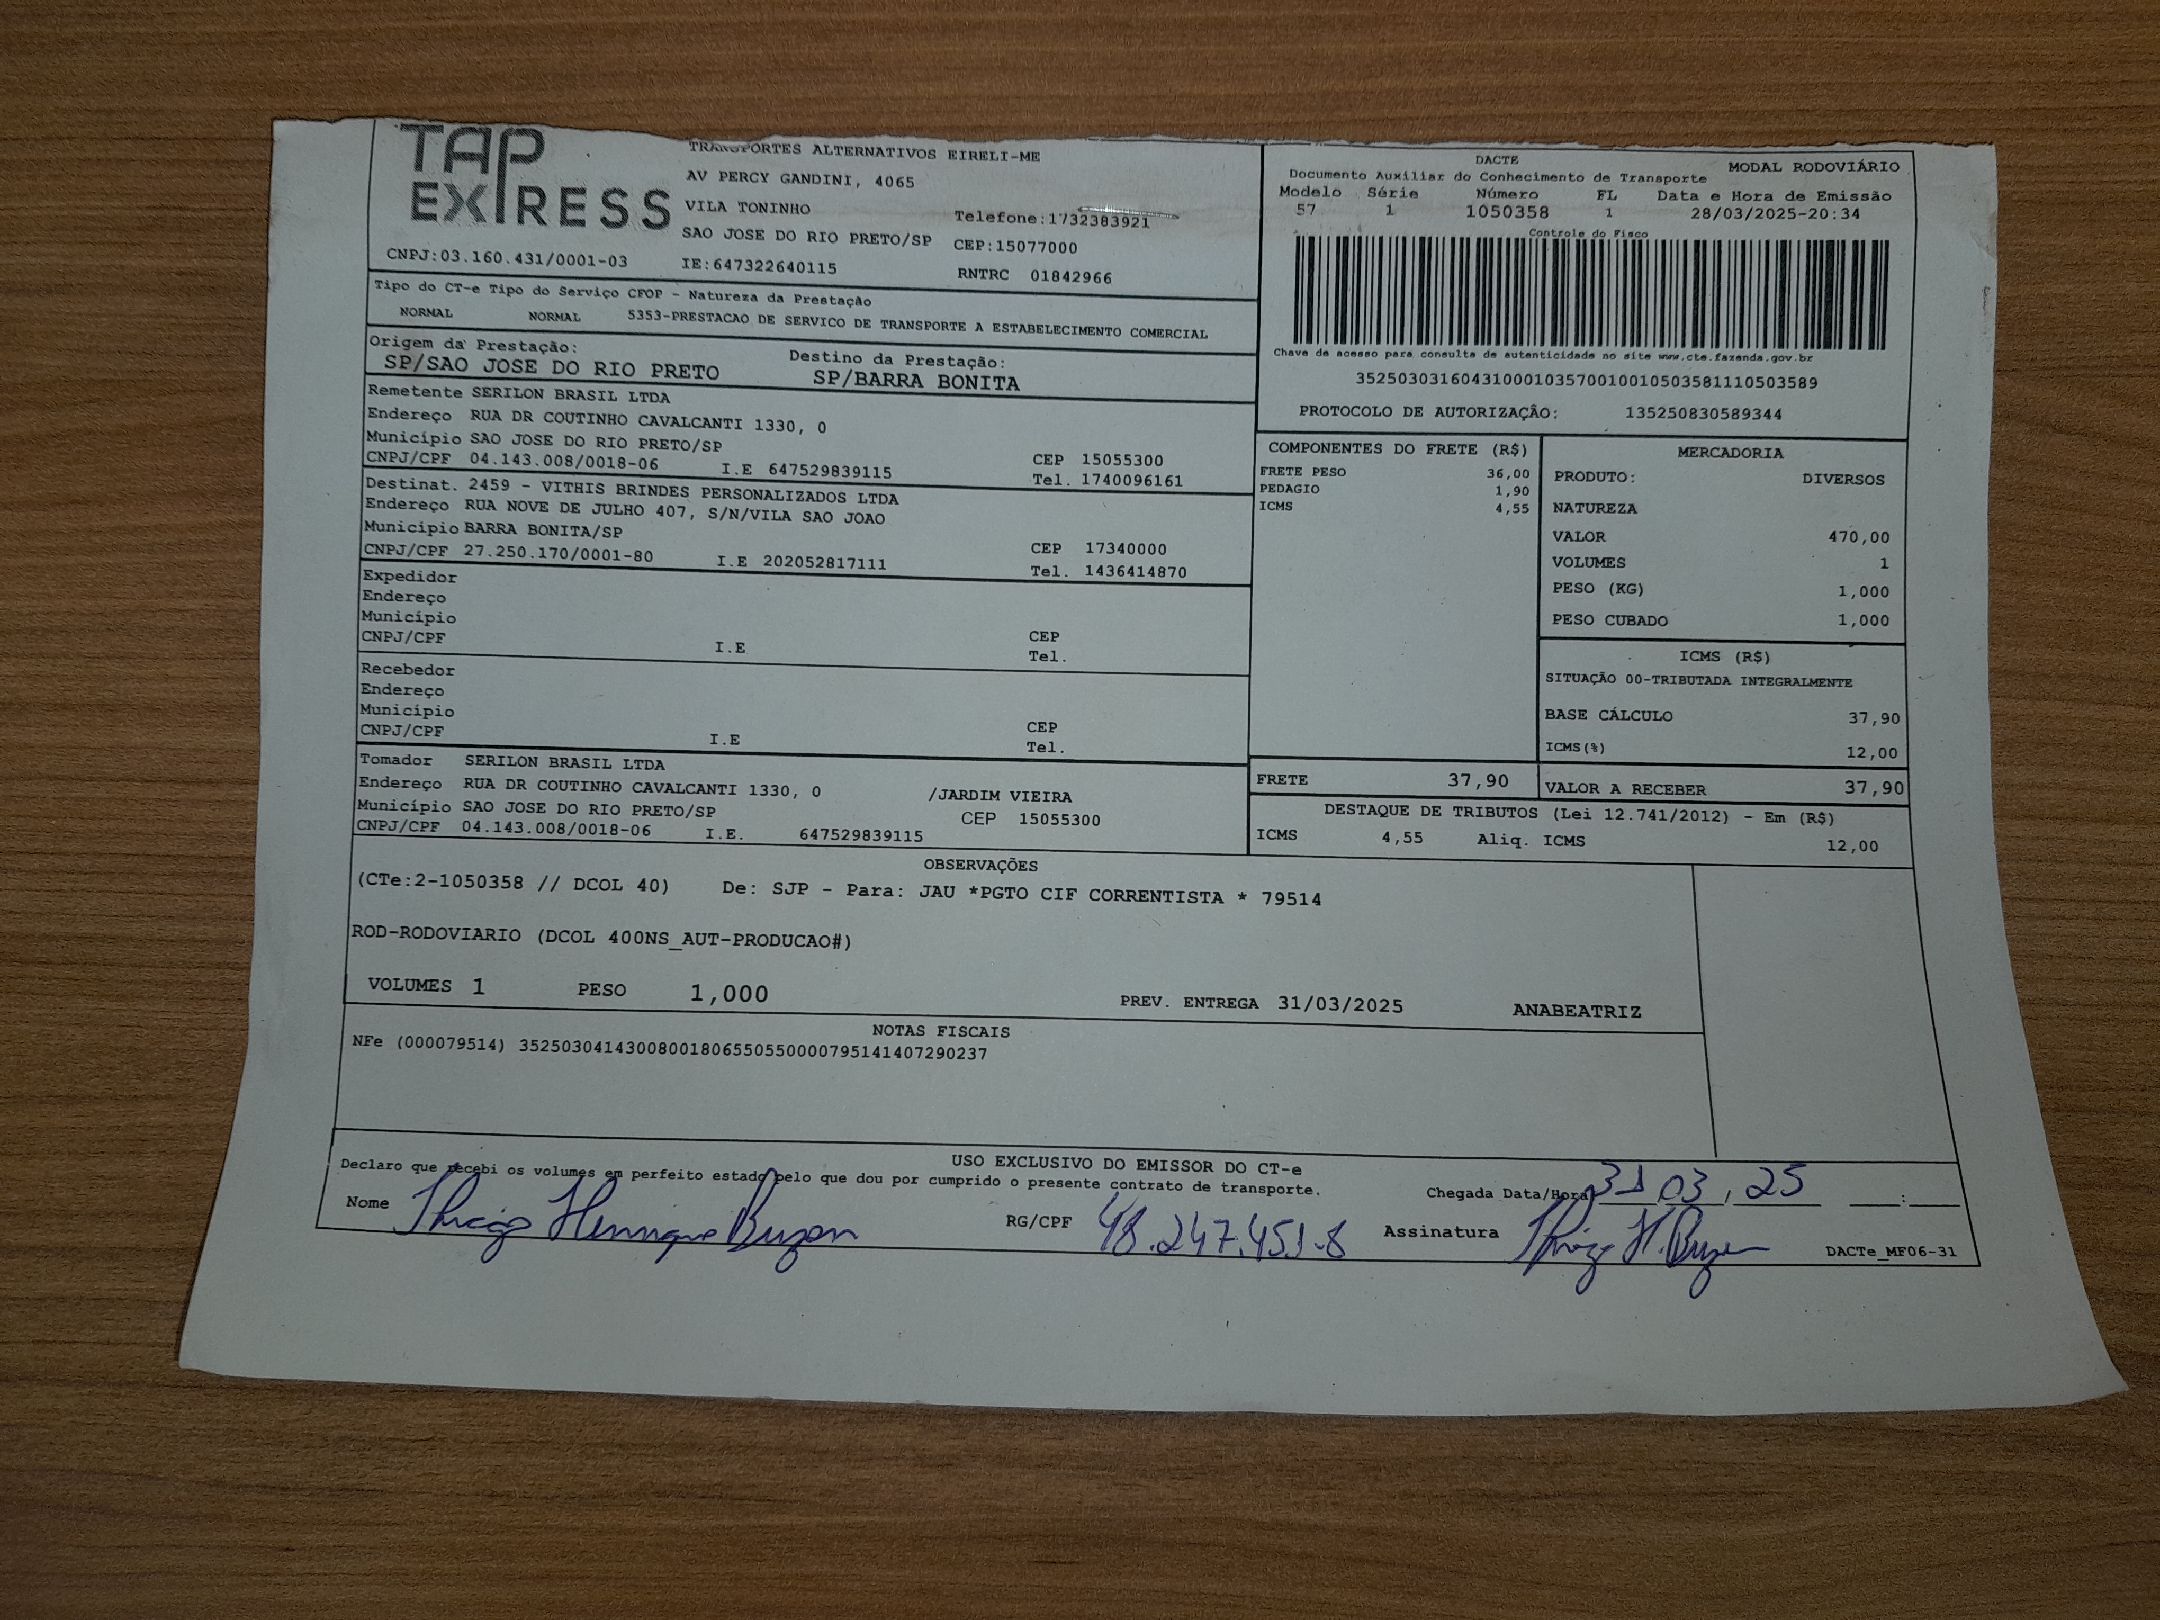 TAP
EXPRESS
TRANSPORTES ALTERNATIVOS EIRELI-ME
AV PERCY GANDINI, 4065
VILA TONINHO Telefone:1732383921
SAO JOSE DO RIO PRETO/SP CEP:15077000
CNPJ:03.160.431/0001-03 IE:647322640115 RNTRC 01842966
DACTE MODAL RODOVIÁRIO
Documento Auxiliar do Conhecimento de Transporte
Modelo Série Número FL Data e Hora de Emissão
57 1 1050358 1 28/03/2025-20:34
Controle do Fisco
Chave de acesso para consulta de autenticidade no site www.cte.fazenda.gov.br
35250303160431000103570010010503581110503589
PROTOCOLO DE AUTORIZAÇÃO: 135250830589344
Tipo do CT-e Tipo do Serviço CFOP - Natureza da Prestação
NORMAL NORMAL 5353-PRESTACAO DE SERVICO DE TRANSPORTE A ESTABELECIMENTO COMERCIAL
Origem da Prestação: Destino da Prestação:
SP/SAO JOSE DO RIO PRETO SP/BARRA BONITA
Remetente SERILON BRASIL LTDA
Endereço RUA DR COUTINHO CAVALCANTI 1330, 0
Município SAO JOSE DO RIO PRETO/SP CEP 15055300
CNPJ/CPF 04.143.008/0018-06 I.E 647529839115 Tel. 1740096161
Destinat. 2459 - VITHIS BRINDES PERSONALIZADOS LTDA
Endereço RUA NOVE DE JULHO 407, S/N/VILA SAO JOAO
Município BARRA BONITA/SP CEP 17340000
CNPJ/CPF 27.250.170/0001-80 I.E 202052817111 Tel. 1436414870
Expedidor
Endereço
Município
CNPJ/CPF I.E CEP
Tel.
Recebedor
Endereço
Município
CNPJ/CPF I.E CEP
Tel.
Tomador SERILON BRASIL LTDA
Endereço RUA DR COUTINHO CAVALCANTI 1330, 0 /JARDIM VIEIRA
Município SAO JOSE DO RIO PRETO/SP CEP 15055300
CNPJ/CPF 04.143.008/0018-06 I.E. 647529839115
COMPONENTES DO FRETE (R$)
FRETE PESO 36,00
PEDAGIO 1,90
ICMS 4,55
MERCADORIA
PRODUTO: DIVERSOS
NATUREZA
VALOR 470,00
VOLUMES 1
PESO (KG) 1,000
PESO CUBADO 1,000
ICMS (R$)
SITUAÇÃO 00-TRIBUTADA INTEGRALMENTE
BASE CÁLCULO 37,90
ICMS(%) 12,00
FRETE 37,90 VALOR A RECEBER 37,90
DESTAQUE DE TRIBUTOS (Lei 12.741/2012) - Em (R$)
ICMS 4,55 Aliq. ICMS 12,00
OBSERVAÇÕES
(CTe:2-1050358 // DCOL 40) De: SJP - Para: JAU *PGTO CIF CORRENTISTA * 79514
ROD-RODOVIARIO (DCOL 400NS_AUT-PRODUCAO#)
VOLUMES 1 PESO 1,000 PREV. ENTREGA 31/03/2025 ANABEATRIZ
NOTAS FISCAIS
NFe (000079514) 35250304143008001806550550000795141407290237
USO EXCLUSIVO DO EMISSOR DO CT-e
Declaro que recebi os volumes em perfeito estado pelo que dou por cumprido o presente contrato de transporte.
Chegada Data/Hora 31 03 , 25 :
Nome Thiago Henrique Buzon RG/CPF 48.247.451-8 Assinatura Thiago H. Buzon
DACTe_MF06-31